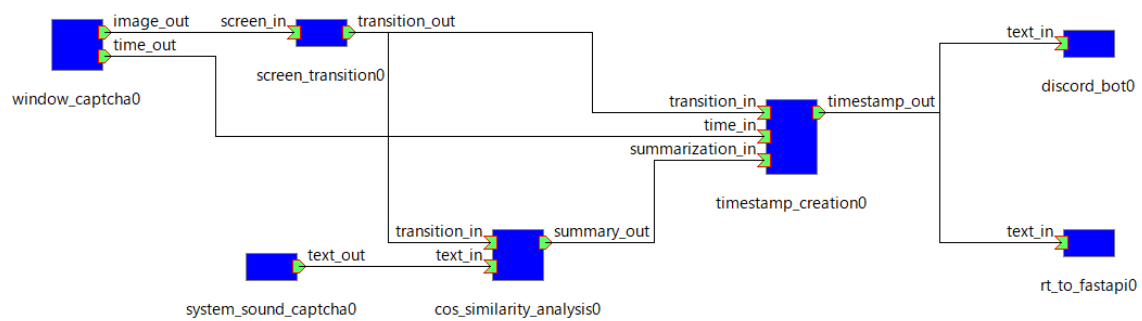 image_out
time_out
window_captcha0
screen_in
transition_out
screen_transition0
transition_in
time_in
summarization_in
timestamp_out
timestamp_creation0
text_in
discord_bot0
text_out
system_sound_captcha0
transition_in
text_in
summary_out
cos_similarity_analysis0
text_in
rt_to_fastapi0